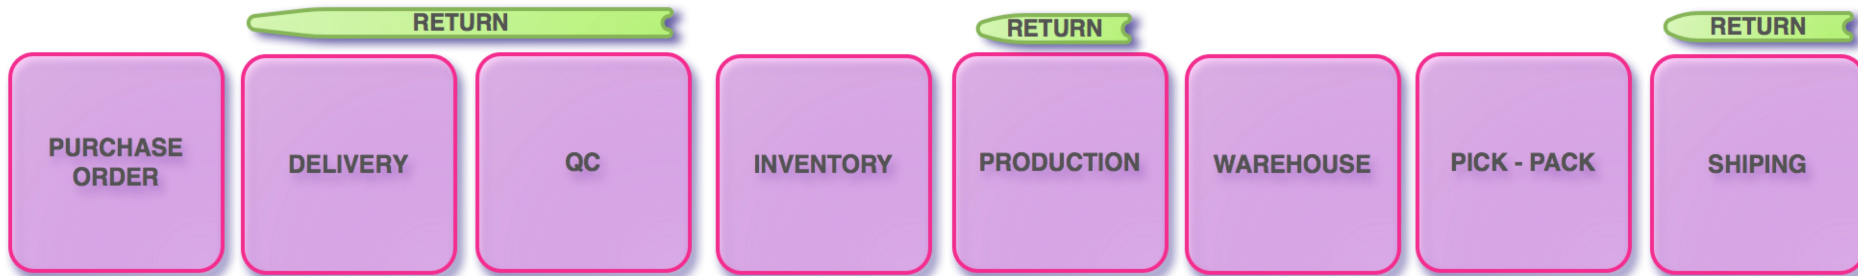 RETURN
RETURN
RETURN
PURCHASE
ORDER
DELIVERY
QC
INVENTORY
PRODUCTION
WAREHOUSE
PICK - PACK
SHIPING